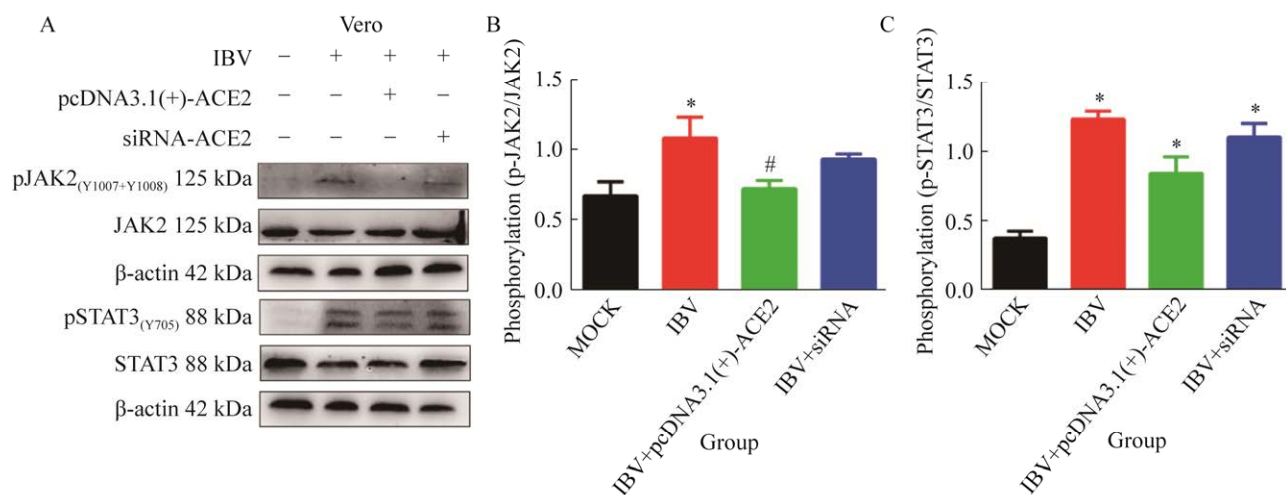 A
Vero
IBV − + + +
pcDNA3.1(+)-ACE2 − − + −
siRNA-ACE2 − − − +
pJAK2(Y1007+Y1008) 125 kDa
JAK2 125 kDa
β-actin 42 kDa
pSTAT3(Y705) 88 kDa
STAT3 88 kDa
β-actin 42 kDa
B
Phosphorylation (p-JAK2/JAK2)
1.5
1.0
0.5
0.0
*
#
MOCK
IBV
IBV+pcDNA3.1(+)-ACE2
IBV+siRNA
Group
C
Phosphorylation (p-STAT3/STAT3)
1.5
1.0
0.5
0.0
*
*
*
MOCK
IBV
IBV+pcDNA3.1(+)-ACE2
IBV+siRNA
Group